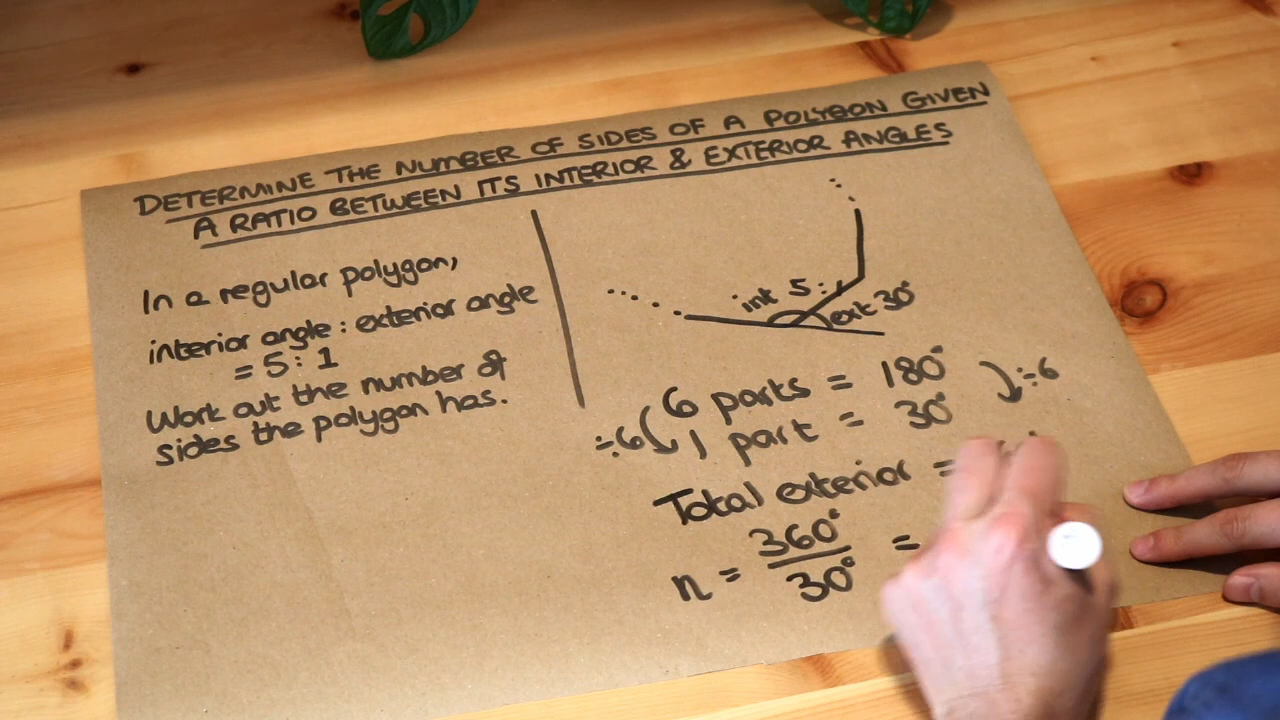 DETERMINE THE NUMBER OF SIDES OF A POLYGON GIVEN
A RATIO BETWEEN ITS INTERIOR & EXTERIOR ANGLES
In a regular polygon,
interior angle : exterior angle
= 5 : 1
Work out the number of
sides the polygon has.
int 5 : 1
ext 30°
÷6 6 parts = 180° ÷6
1 part = 30°
Total exterior =
n = 360°/30° =